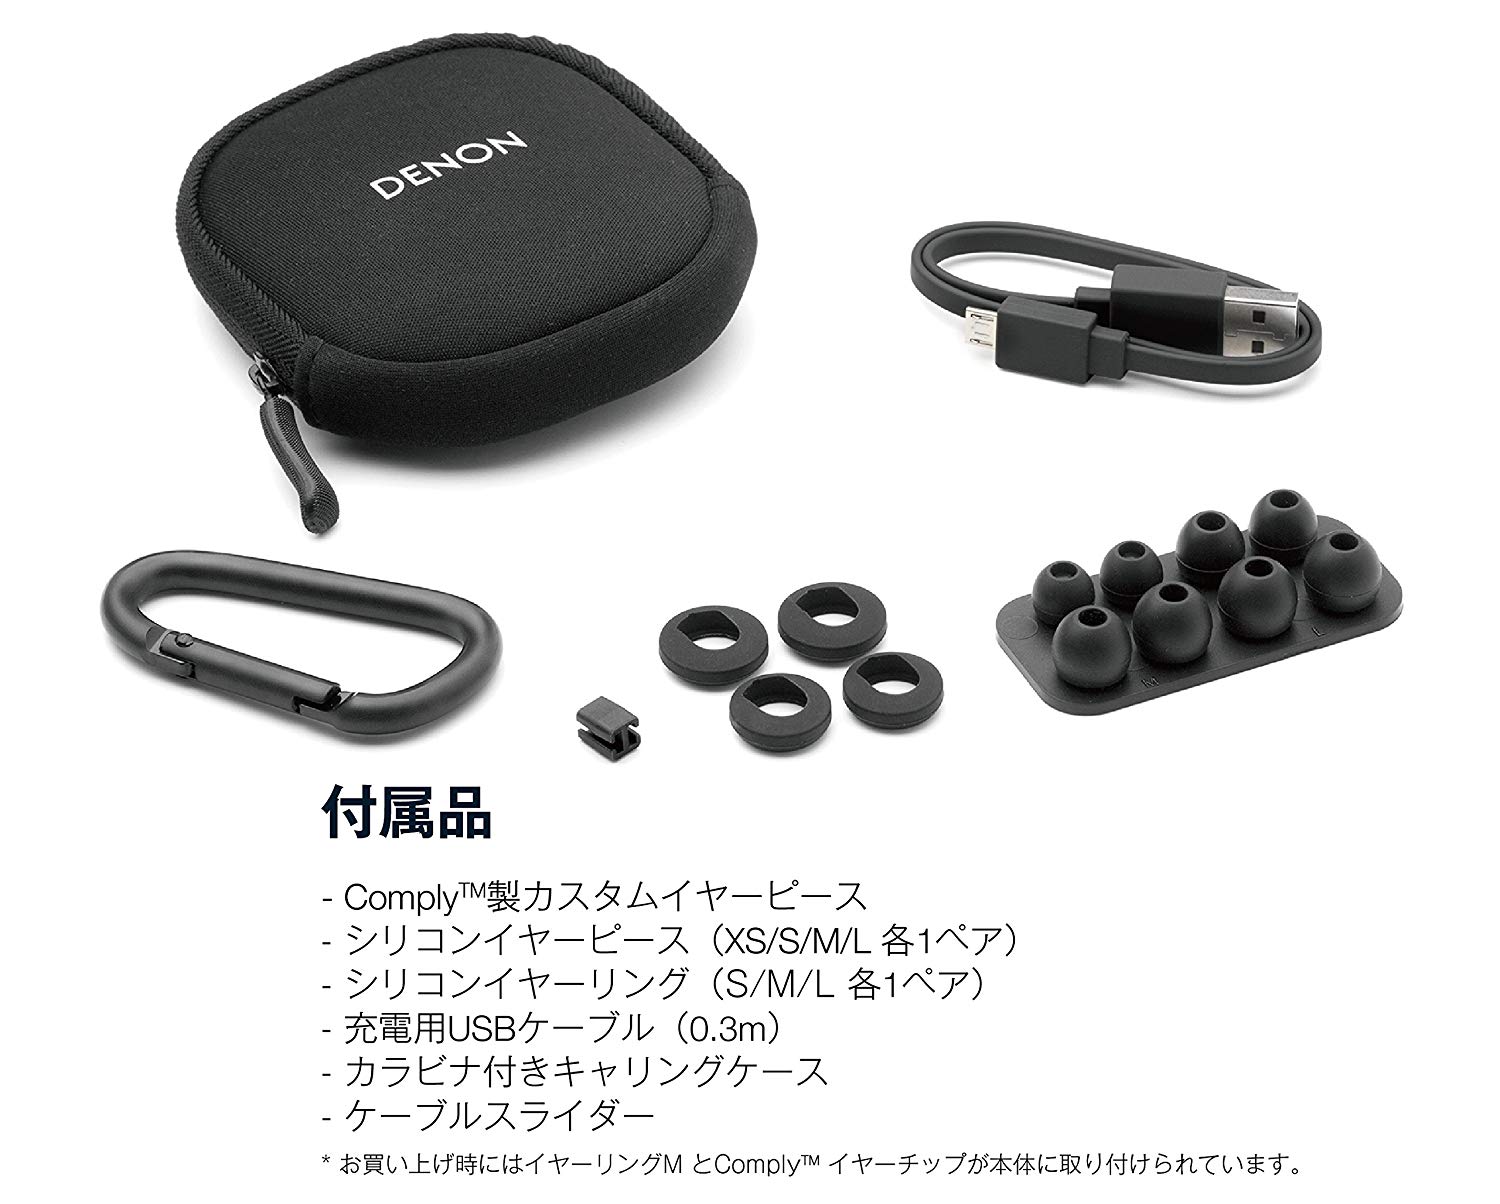 DENON
M
L
付属品
- Comply™製カスタムイヤーピース
- シリコンイヤーピース（XS/S/M/L 各1ペア）
- シリコンイヤーリング（S/M/L 各1ペア）
- 充電用USBケーブル（0.3m）
- カラビナ付きキャリングケース
- ケーブルスライダー
* お買い上げ時にはイヤーリングM とComply™ イヤーチップが本体に取り付けられています。